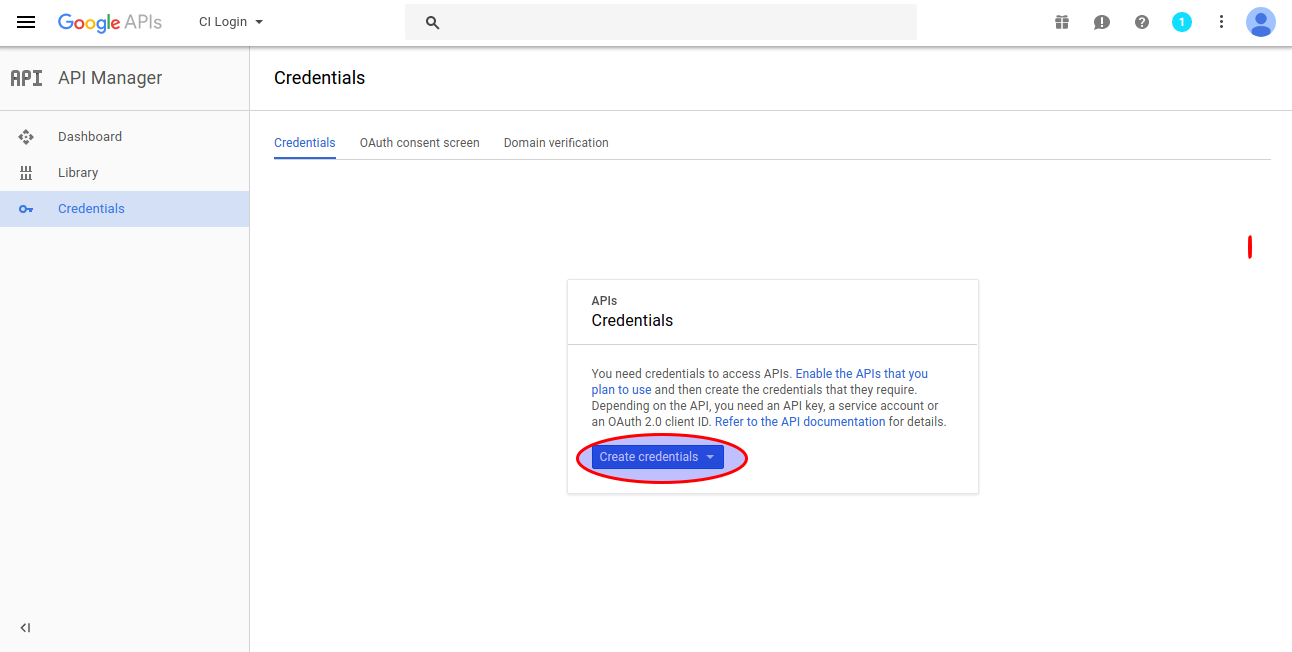 Google APIs
CI Login
1
API
API Manager
Credentials
Dashboard
Library
Credentials
Credentials
OAuth consent screen
Domain verification
APIs
Credentials
You need credentials to access APIs. Enable the APIs that you
plan to use and then create the credentials that they require.
Depending on the API, you need an API key, a service account or
an OAuth 2.0 client ID. Refer to the API documentation for details.
Create credentials